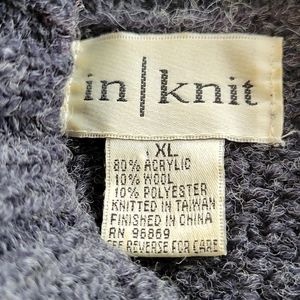 in knit
XL
80% ACRYLIC
10% WOOL
10% POLYESTER
KNITTED IN TAIWAN
FINISHED IN CHINA
RN 96869
SEE REVERSE FOR CARE